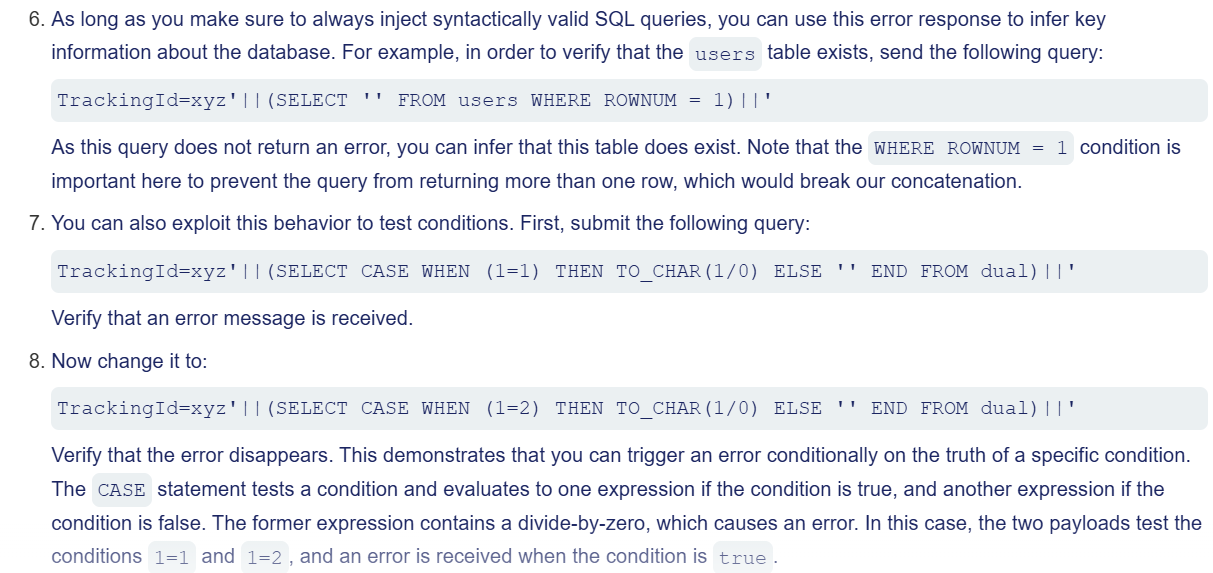 6. As long as you make sure to always inject syntactically valid SQL queries, you can use this error response to infer key
information about the database. For example, in order to verify that the users table exists, send the following query:
TrackingId=xyz'||(SELECT '' FROM users WHERE ROWNUM = 1)||'
As this query does not return an error, you can infer that this table does exist. Note that the WHERE ROWNUM = 1 condition is
important here to prevent the query from returning more than one row, which would break our concatenation.
7. You can also exploit this behavior to test conditions. First, submit the following query:
TrackingId=xyz'||(SELECT CASE WHEN (1=1) THEN TO_CHAR(1/0) ELSE '' END FROM dual)||'
Verify that an error message is received.
8. Now change it to:
TrackingId=xyz'||(SELECT CASE WHEN (1=2) THEN TO_CHAR(1/0) ELSE '' END FROM dual)||'
Verify that the error disappears. This demonstrates that you can trigger an error conditionally on the truth of a specific condition.
The CASE statement tests a condition and evaluates to one expression if the condition is true, and another expression if the
condition is false. The former expression contains a divide-by-zero, which causes an error. In this case, the two payloads test the
conditions 1=1 and 1=2, and an error is received when the condition is true.